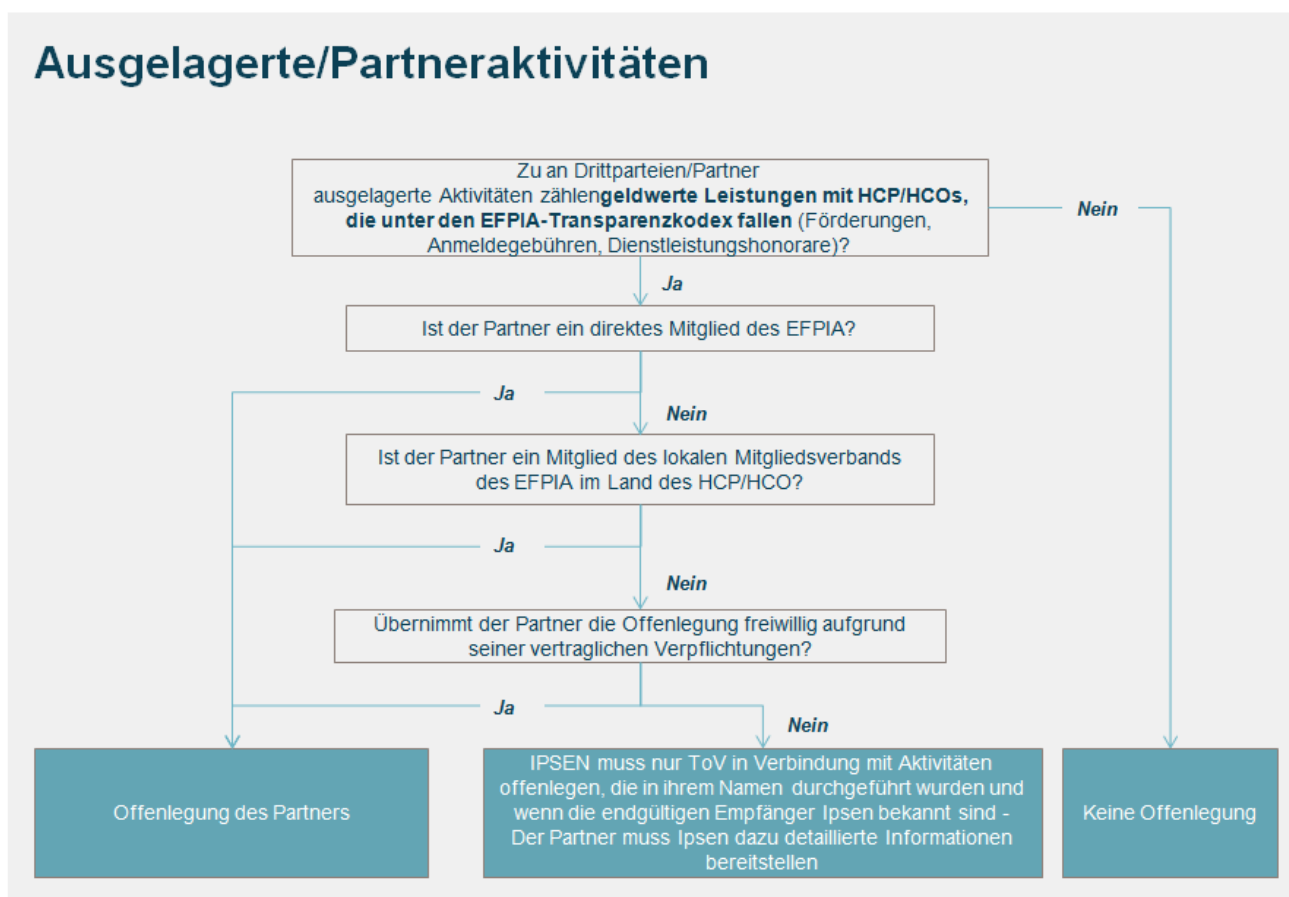 Ausgelagerte/Partneraktivitäten
Zu an Drittparteien/Partner
ausgelagerte Aktivitäten zählengeldwerte Leistungen mit HCP/HCOs,
die unter den EFPIA-Transparenzkodex fallen (Förderungen,
Anmeldegebühren, Dienstleistungshonorare)?
Nein
Ja
Ist der Partner ein direktes Mitglied des EFPIA?
Ja
Nein
Ist der Partner ein Mitglied des lokalen Mitgliedsverbands
des EFPIA im Land des HCP/HCO?
Ja
Nein
Übernimmt der Partner die Offenlegung freiwillig aufgrund
seiner vertraglichen Verpflichtungen?
Ja
Nein
Offenlegung des Partners
IPSEN muss nur ToV in Verbindung mit Aktivitäten
offenlegen, die in ihrem Namen durchgeführt wurden und
wenn die endgültigen Empfänger Ipsen bekannt sind -
Der Partner muss Ipsen dazu detaillierte Informationen
bereitstellen
Keine Offenlegung